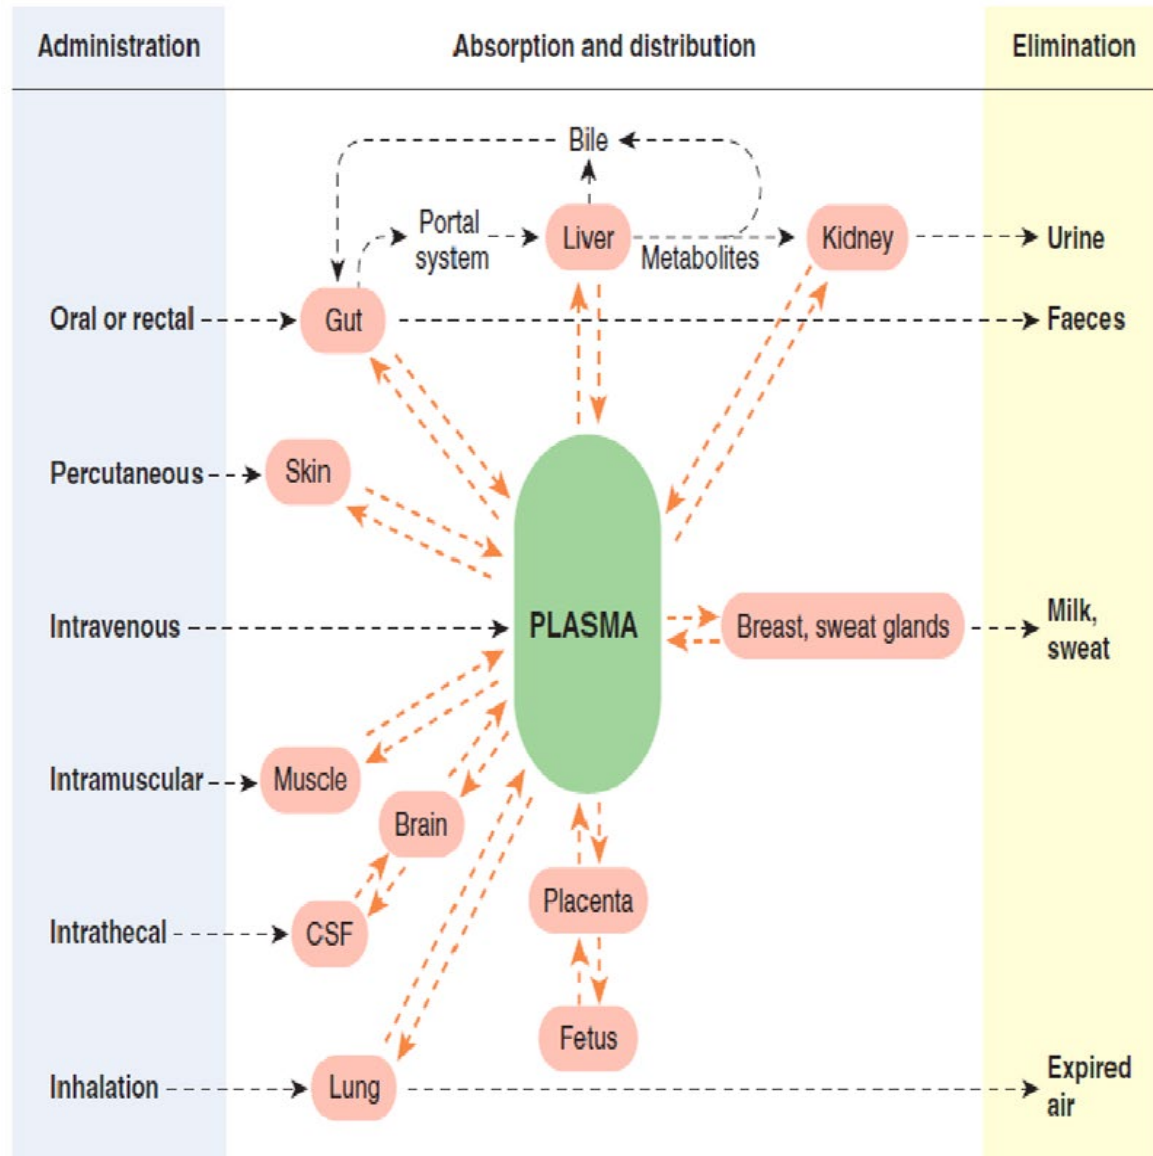 Administration
Absorption and distribution
Elimination
Bile
Portal
system
Liver
Metabolites
Kidney
Urine
Oral or rectal
Gut
Faeces
Percutaneous
Skin
Intravenous
PLASMA
Breast, sweat glands
Milk,
sweat
Intramuscular
Muscle
Brain
Placenta
Intrathecal
CSF
Fetus
Inhalation
Lung
Expired
air